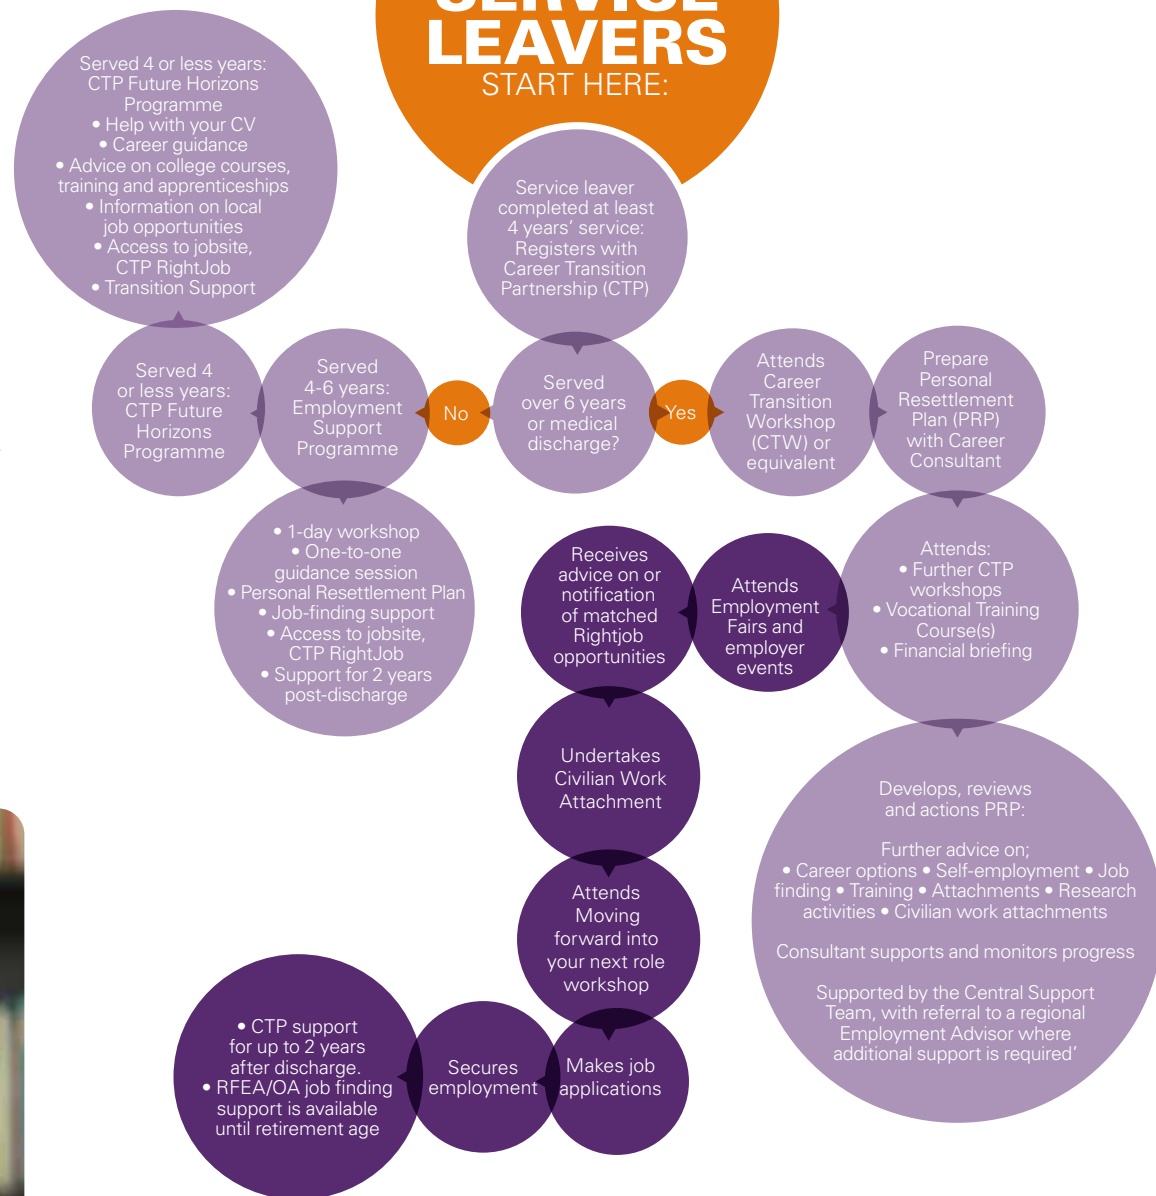 SERVICE
LEAVERS
START HERE:
Served 4 or less years:
CTP Future Horizons
Programme
• Help with your CV
• Career guidance
• Advice on college courses,
training and apprenticeships
• Information on local
job opportunities
• Access to jobsite,
CTP RightJob
• Transition Support
Service leaver
completed at least
4 years’ service:
Registers with
Career Transition
Partnership (CTP)
Served 4
or less years:
CTP Future
Horizons
Programme
Served
4-6 years:
Employment
Support
Programme
No
Served
over 6 years
or medical
discharge?
Yes
Attends
Career
Transition
Workshop
(CTW) or
equivalent
Prepare
Personal
Resettlement
Plan (PRP)
with Career
Consultant
• 1-day workshop
• One-to-one
guidance session
• Personal Resettlement Plan
• Job-finding support
• Access to jobsite,
CTP RightJob
• Support for 2 years
post-discharge
Receives
advice on or
notification
of matched
Rightjob
opportunities
Attends
Employment
Fairs and
employer
events
Attends:
• Further CTP
workshops
• Vocational Training
Course(s)
• Financial briefing
Undertakes
Civilian Work
Attachment
Develops, reviews
and actions PRP:
Further advice on;
• Career options • Self-employment • Job
finding • Training • Attachments • Research
activities • Civilian work attachments
Consultant supports and monitors progress
Supported by the Central Support
Team, with referral to a regional
Employment Advisor where
additional support is required’
Attends
Moving
forward into
your next role
workshop
• CTP support
for up to 2 years
after discharge.
• RFEA/OA job finding
support is available
until retirement age
Secures
employment
Makes job
applications